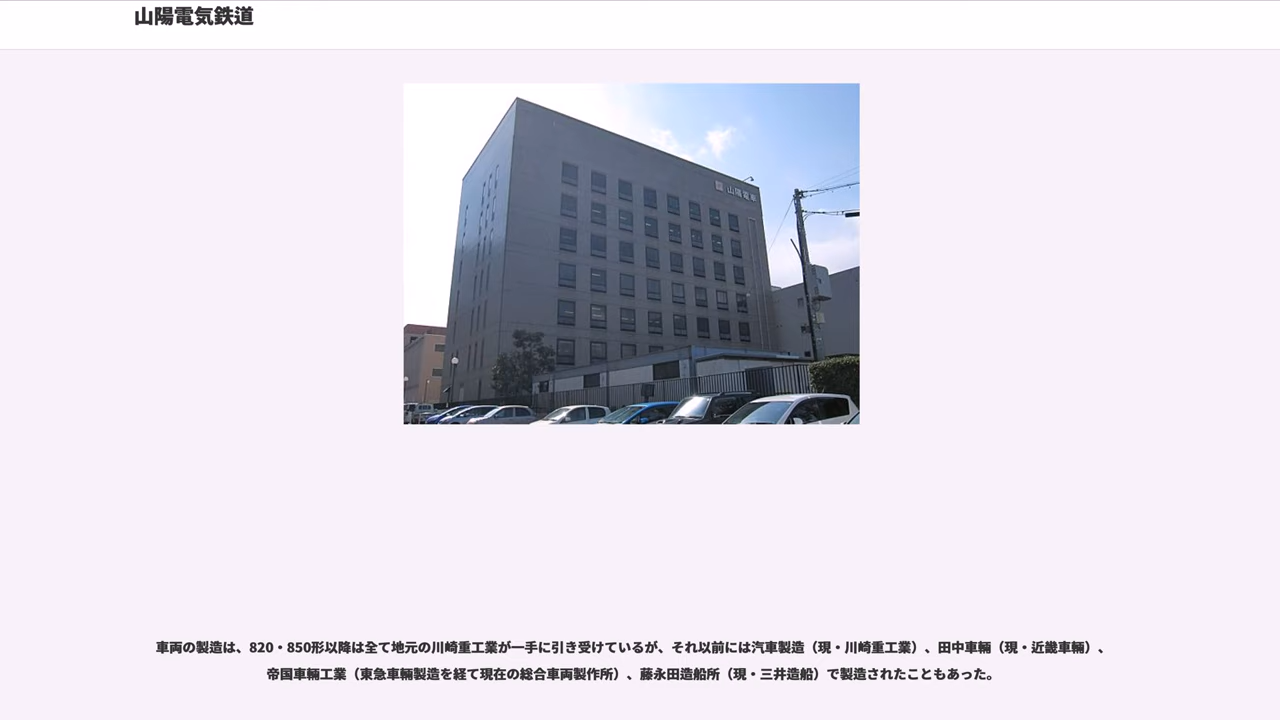 山陽電気鉄道
山陽電車
車両の製造は、820・850形以降は全て地元の川崎重工業が一手に引き受けているが、それ以前には汽車製造（現・川崎重工業）、田中車輛（現・近畿車輛）、
帝国車輛工業（東急車輛製造を経て現在の総合車両製作所）、藤永田造船所（現・三井造船）で製造されたこともあった。